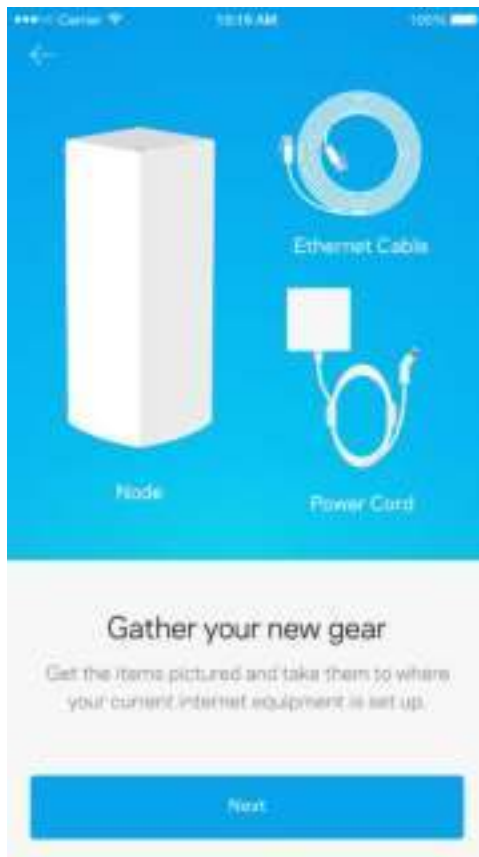 Carrier 10:19 AM 100%
Ethernet Cable
Node
Power Cord
Gather your new gear
Get the items pictured and take them to where
your current internet equipment is set up.
Next